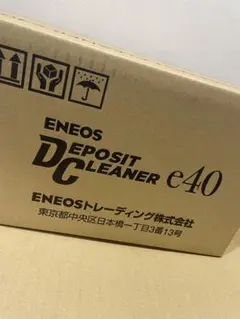 ENEOS
DEPOSIT
CLEANER e40
ENEOSトレーディング株式会社
東京都中央区日本橋一丁目3番13号